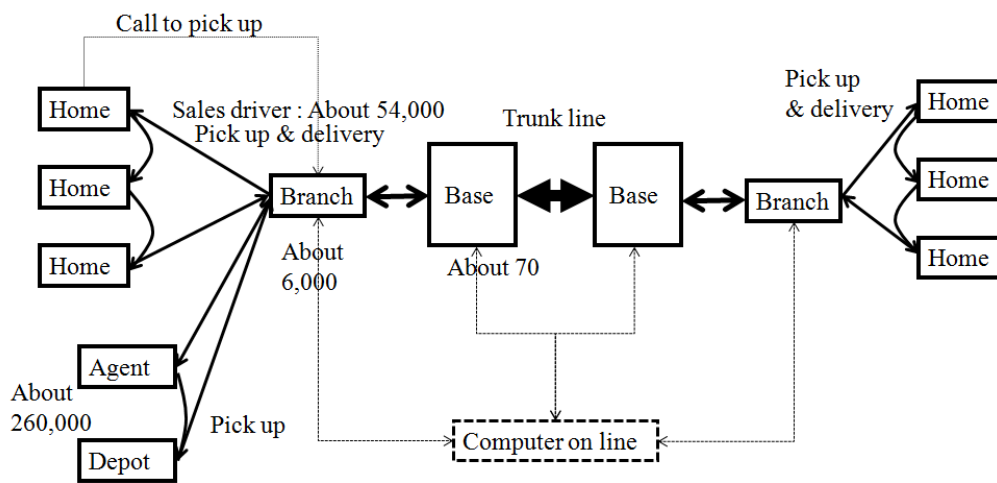 Call to pick up
Home
Sales driver : About 54,000
Pick up & delivery
Trunk line
Pick up
& delivery
Home
Home
Branch
Base
Base
Branch
Home
Home
About
6,000
About 70
Home
Agent
About
260,000
Pick up
Depot
Computer on line